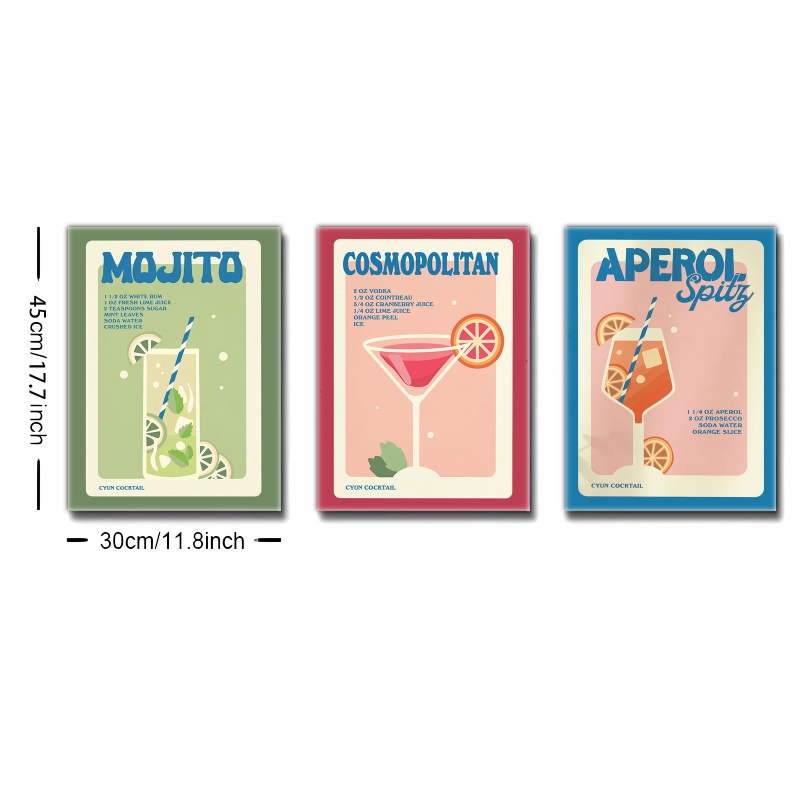 MOJITO
1 1/2 OZ WHITE RUM
1 OZ FRESH LIME JUICE
2 TEASPOONS SUGAR
MINT LEAVES
SODA WATER
CRUSHED ICE
CYUN COCKTAIL
COSMOPOLITAN
2 OZ VODKA
1/2 OZ COINTREAU
3/4 OZ CRANBERRY JUICE
1/4 OZ LIME JUICE
ORANGE PEEL
ICE
CYUN COCKTAIL
APEROL
Spitz
1 1/4 OZ APEROL
2 OZ PROSECCO
SODA WATER
ORANGE SLICE
CYUN COCKTAIL
45cm/17.7inch
30cm/11.8inch